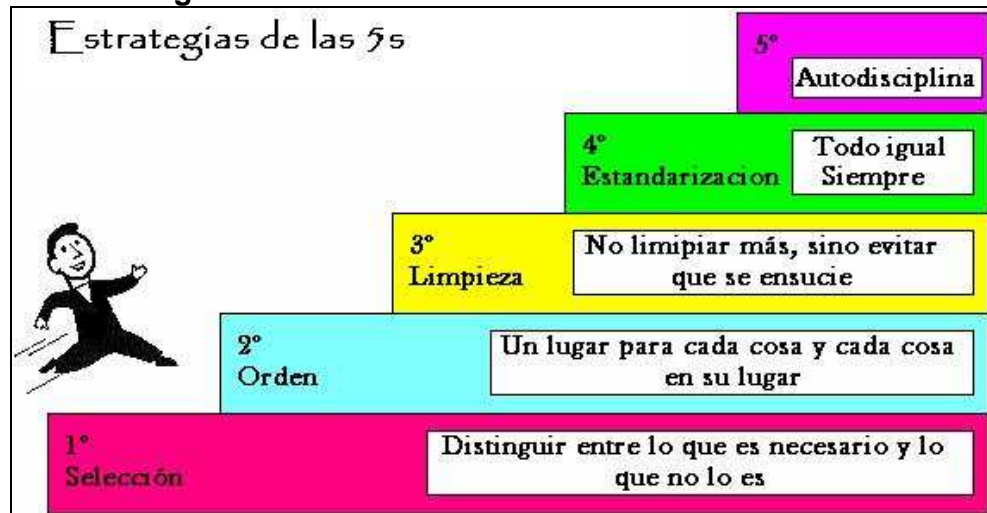 Estrategias de las 5s
5°
Autodisciplina
4°
Estandarizacion
Todo igual
Siempre
3°
Limpieza
No limipiar más, sino evitar
que se ensucie
2°
Orden
Un lugar para cada cosa y cada cosa
en su lugar
1°
Selección
Distinguir entre lo que es necesario y lo
que no lo es